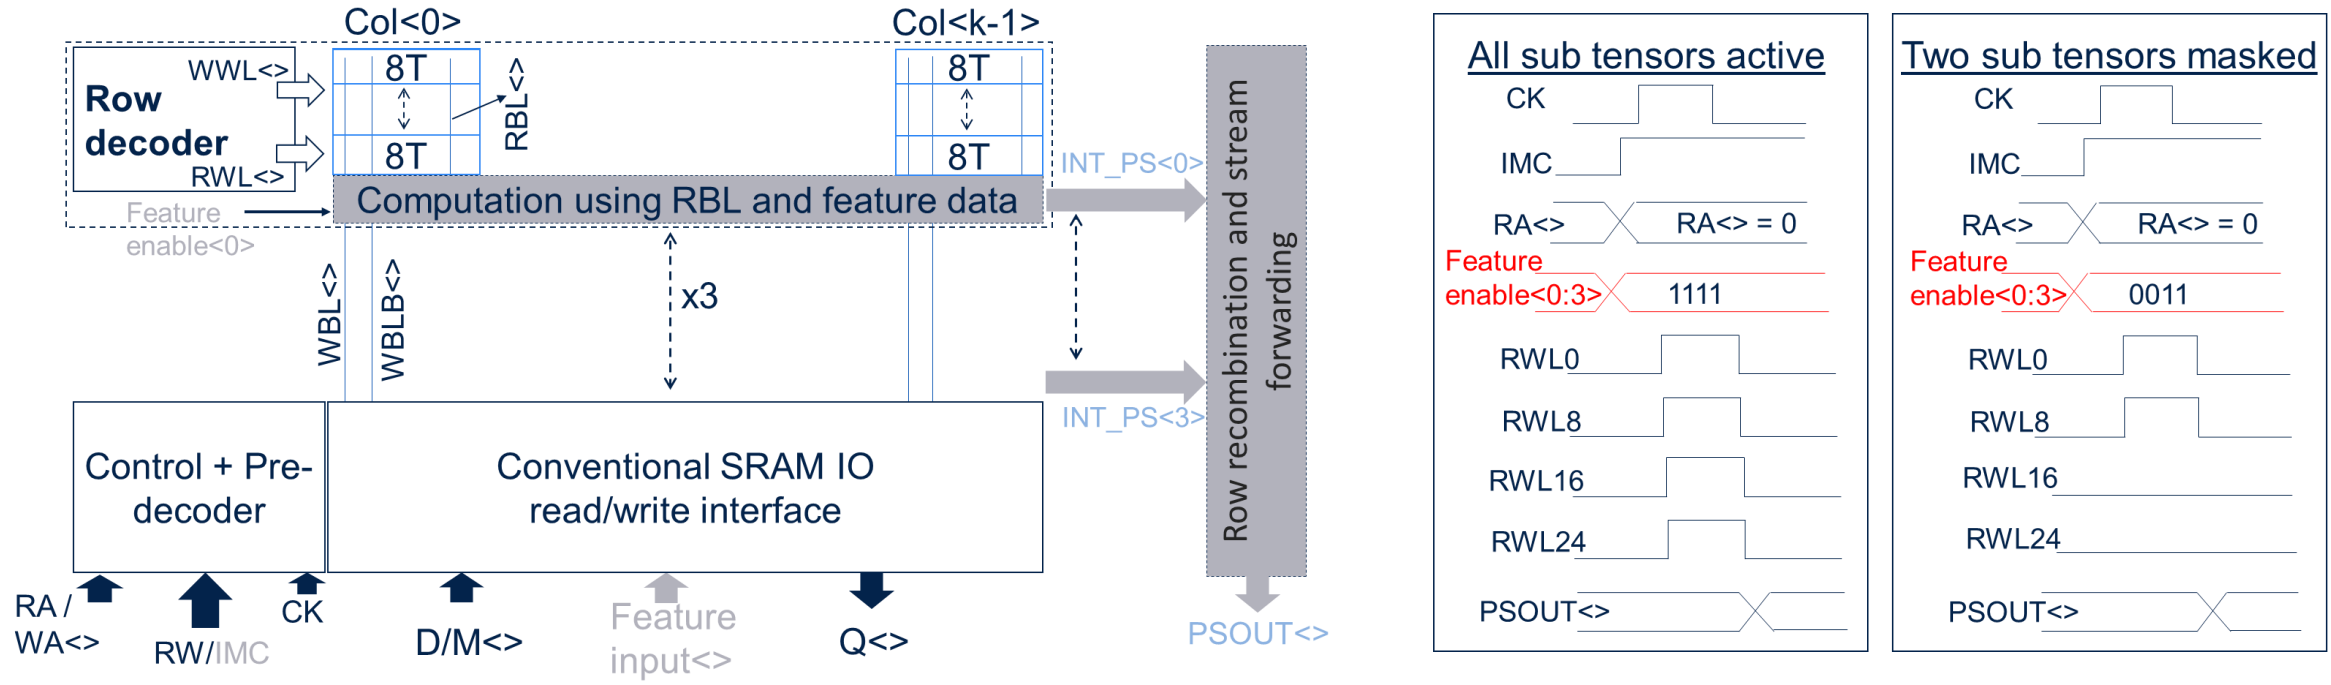 Col<0>
Col<k-1>
Row
decoder
WWL<>
RWL<>
8T
8T
RBL<>
8T
8T
Computation using RBL and feature data
Feature
enable<0>
INT_PS<0>
INT_PS<3>
x3
WBL<>
WBLB<>
Row recombination and stream
forwarding
Control + Pre-
decoder
Conventional SRAM IO
read/write interface
RA /
WA<>
RW/IMC
CK
D/M<>
Feature
input<>
Q<>
PSOUT<>
All sub tensors active
CK
IMC
RA<>
RA<> = 0
Feature
enable<0:3>
1111
RWL0
RWL8
RWL16
RWL24
PSOUT<>
Two sub tensors masked
CK
IMC
RA<>
RA<> = 0
Feature
enable<0:3>
0011
RWL0
RWL8
RWL16
RWL24
PSOUT<>